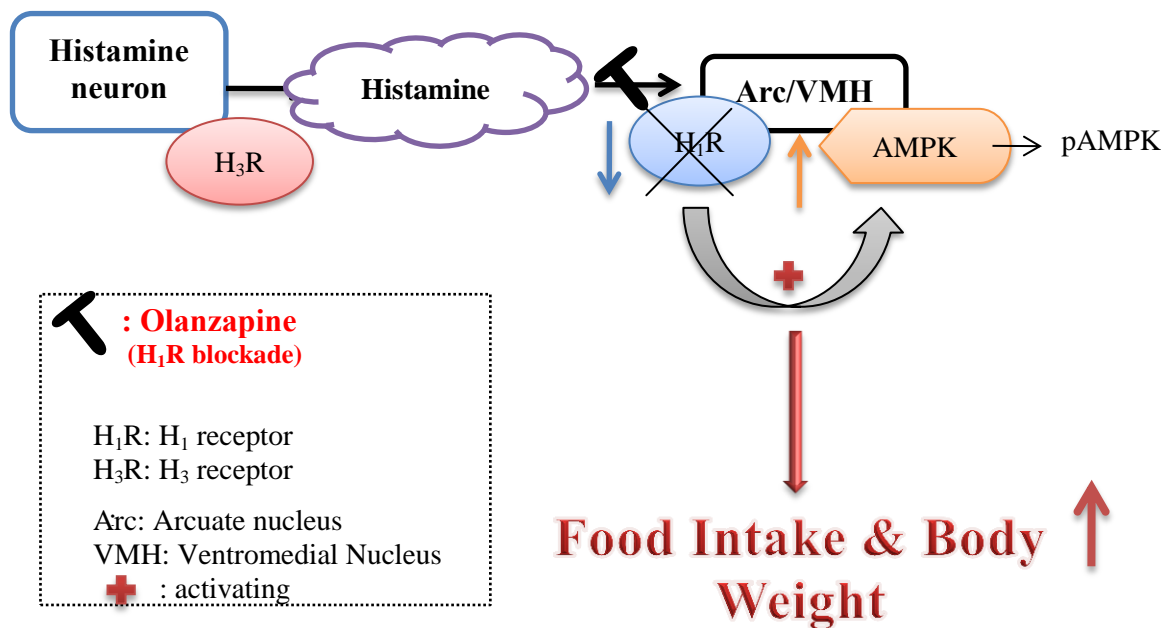 Histamine
neuron
H₃R
Histamine
Arc/VMH
H₁R
AMPK
pAMPK
: Olanzapine
(H₁R blockade)
H₁R: H₁ receptor
H₃R: H₃ receptor
Arc: Arcuate nucleus
VMH: Ventromedial Nucleus
: activating
Food Intake & Body
Weight